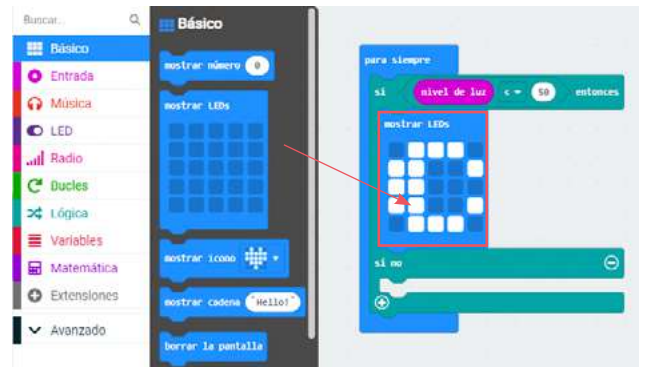 Buscar...
Básico
Entrada
Música
LED
Radio
Bucles
Lógica
Variables
Matemática
Extensiones
Avanzado
Básico
mostrar número 0
mostrar LEDs
mostrar icono
mostrar cadena "Hello!"
borrar la pantalla
para siempre
si nivel de luz < 50 entonces
mostrar LEDs
si no